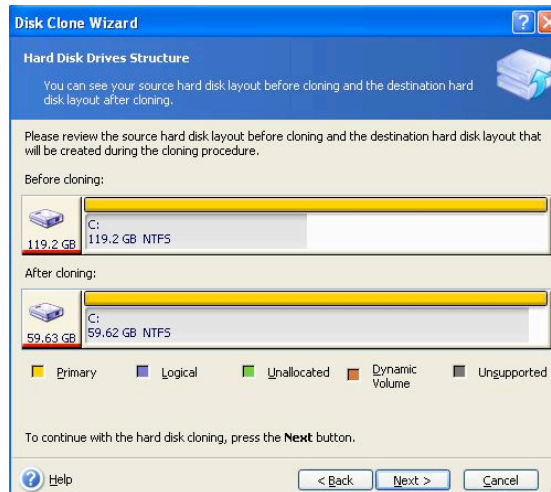 Disk Clone Wizard
Hard Disk Drives Structure
You can see your source hard disk layout before cloning and the destination hard
disk layout after cloning.
Please review the source hard disk layout before cloning and the destination hard disk layout that
will be created during the cloning procedure.
Before cloning:
C:
119.2 GB 119.2 GB NTFS
After cloning:
C:
59.63 GB 59.62 GB NTFS
Primary Logical Unallocated Dynamic Volume Unsupported
To continue with the hard disk cloning, press the Next button.
Help < Back Next > Cancel